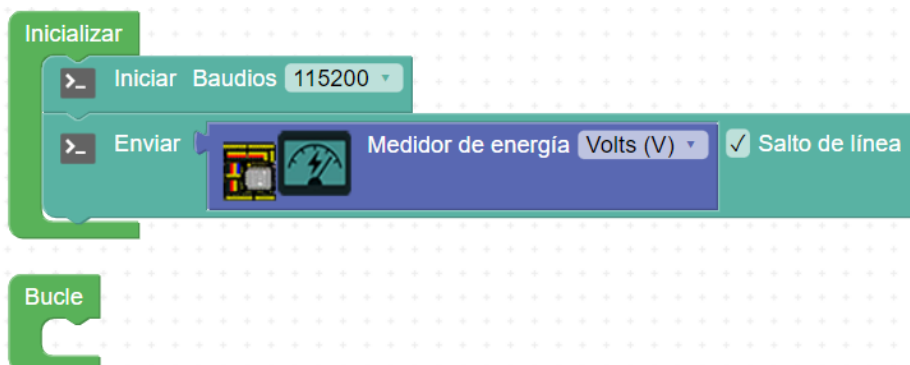 Inicializar
Iniciar Baudios 115200
Enviar Medidor de energía Volts (V) Salto de línea
Bucle